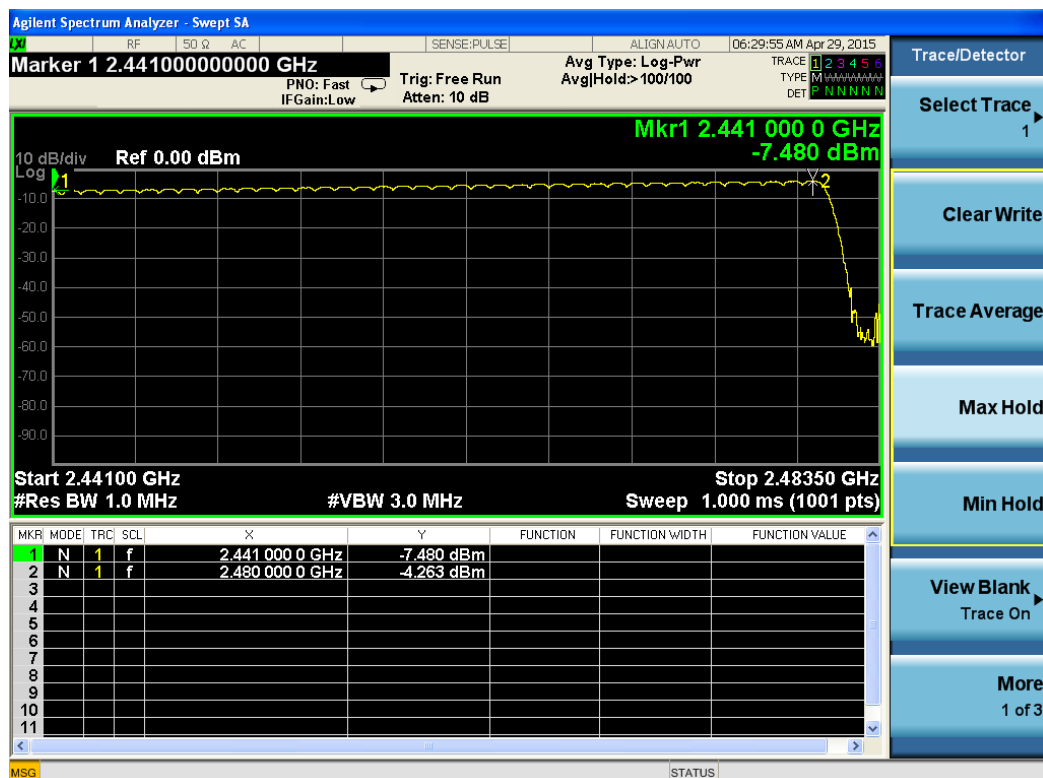 Agilent Spectrum Analyzer - Swept SA
LXI RF 50 Ω AC SENSE:PULSE ALIGN AUTO 06:29:55 AM Apr 29, 2015
Marker 1 2.441000000000 GHz
PNO: Fast
IFGain:Low
Trig: Free Run
Atten: 10 dB
Avg Type: Log-Pwr
Avg|Hold:>100/100
TRACE 1 2 3 4 5 6
TYPE M WWWWW
DET P N N N N N
Mkr1 2.441 000 0 GHz
-7.480 dBm
10 dB/div Ref 0.00 dBm
Log
1
2
-10.0
-20.0
-30.0
-40.0
-50.0
-60.0
-70.0
-80.0
-90.0
Start 2.44100 GHz Stop 2.48350 GHz
#Res BW 1.0 MHz #VBW 3.0 MHz Sweep 1.000 ms (1001 pts)
MKR MODE TRC SCL X Y FUNCTION FUNCTION WIDTH FUNCTION VALUE
1 N 1 f 2.441 000 0 GHz -7.480 dBm
2 N 1 f 2.480 000 0 GHz -4.263 dBm
3
4
5
6
7
8
9
10
11
MSG STATUS
Trace/Detector
Select Trace
1
Clear Write
Trace Average
Max Hold
Min Hold
View Blank
Trace On
More
1 of 3